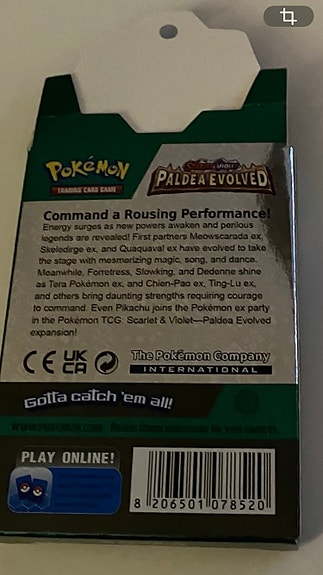 POKÉMON
TRADING CARD GAME
SCARLET & VIOLET
PALDEA EVOLVED
Command a Rousing Performance!
Energy surges as new powers awaken and perilous
legends are revealed! First partners Meowscarada ex,
Skeledirge ex, and Quaquaval ex have evolved to take
the stage with mesmerizing magic, song, and dance.
Meanwhile, Forretress, Slowking, and Dedenne shine
as Tera Pokémon ex, and Chien-Pao ex, Ting-Lu ex,
and others bring daunting strengths requiring courage
to command. Even Pikachu joins the Pokémon ex party
in the Pokémon TCG: Scarlet & Violet—Paldea Evolved
expansion!
CE UK CA
The Pokémon Company
INTERNATIONAL
Gotta catch 'em all!
WWW.POKEMON.COM
PLAY ONLINE!
8 206501 078520